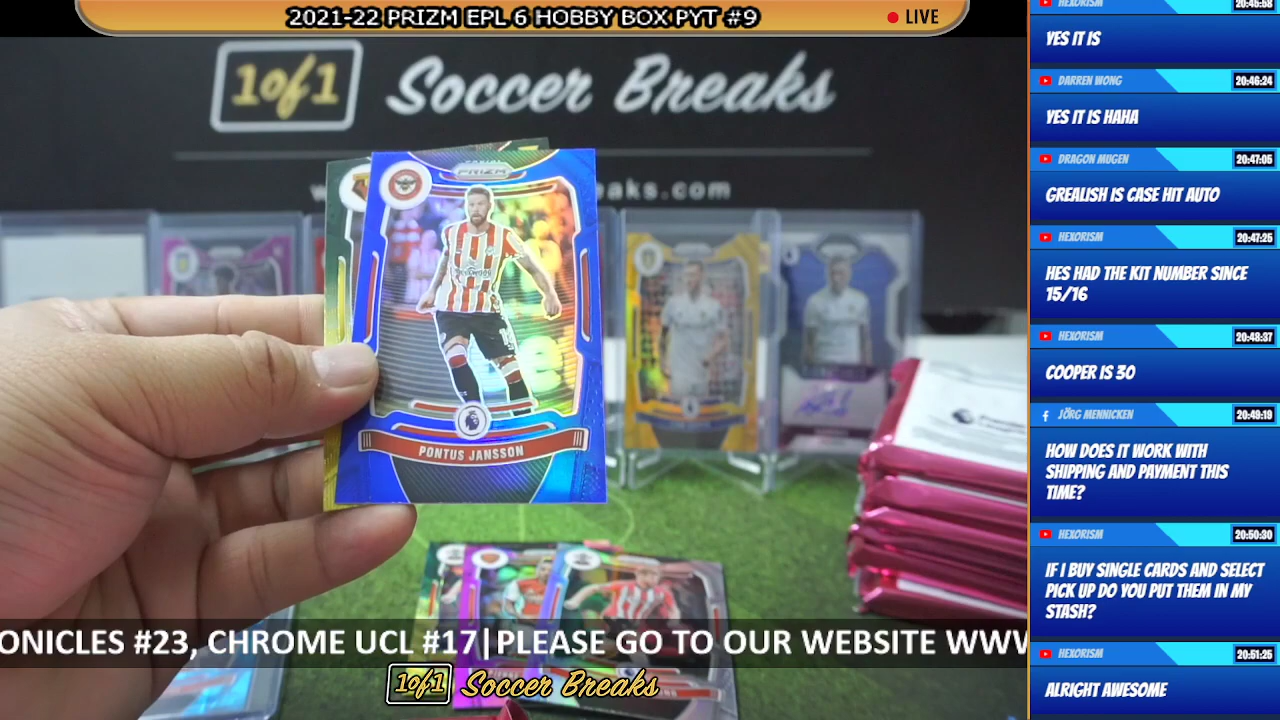 2021-22 PRIZM EPL 6 HOBBY BOX PYT #9
LIVE
1of1 Soccer Breaks
eaks.com
PRIZM
PONTUS JANSSON
ONICLES #23, CHROME UCL #17|PLEASE GO TO OUR WEBSITE WWW
1of1 Soccer Breaks
HEXORISM 20:45:58
YES IT IS
DARREN WONG 20:46:24
YES IT IS HAHA
DRAGON MUGEN 20:47:05
GREALISH IS CASE HIT AUTO
HEXORISM 20:47:25
HES HAD THE KIT NUMBER SINCE
15/16
HEXORISM 20:48:37
COOPER IS 30
JÖRG MENNICKEN 20:49:19
HOW DOES IT WORK WITH
SHIPPING AND PAYMENT THIS
TIME?
HEXORISM 20:50:30
IF I BUY SINGLE CARDS AND SELECT
PICK UP DO YOU PUT THEM IN MY
STASH?
HEXORISM 20:51:25
ALRIGHT AWESOME